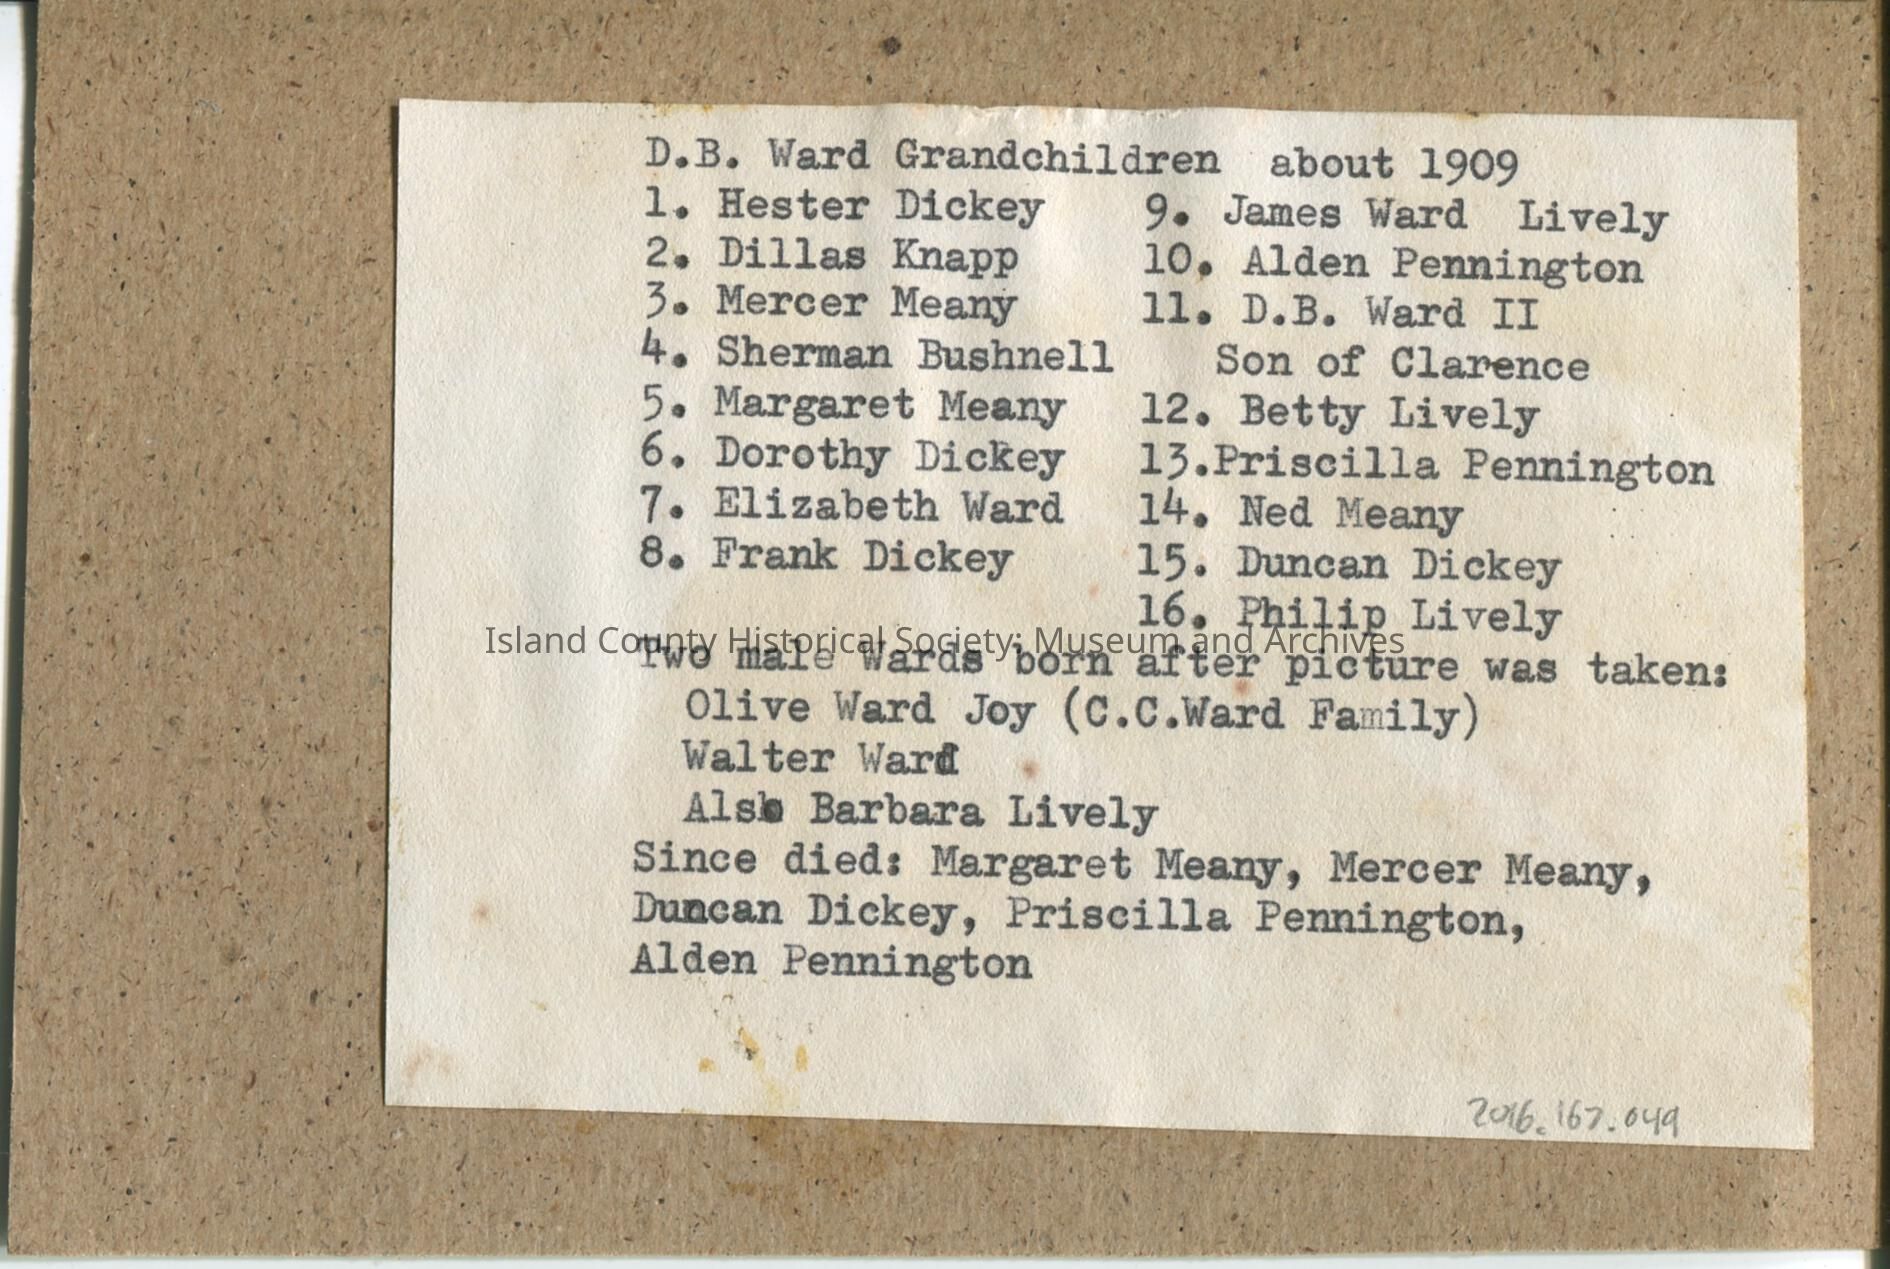 D.B. Ward Grandchildren about 1909
1. Hester Dickey
2. Dillas Knapp
3. Mercer Meany
4. Sherman Bushnell
5. Margaret Meany
6. Dorothy Dickey
7. Elizabeth Ward
8. Frank Dickey
9. James Ward Lively
10. Alden Pennington
11. D.B. Ward II
Son of Clarence
12. Betty Lively
13.Priscilla Pennington
14. Ned Meany
15. Duncan Dickey
16. Philip Lively
Island County Historical Society: Museum and Archives
Two male Wards born after picture was taken:
Olive Ward Joy (C.C.Ward Family)
Walter Ward
Also Barbara Lively
Since died: Margaret Meany, Mercer Meany,
Duncan Dickey, Priscilla Pennington,
Alden Pennington
2016.167.049